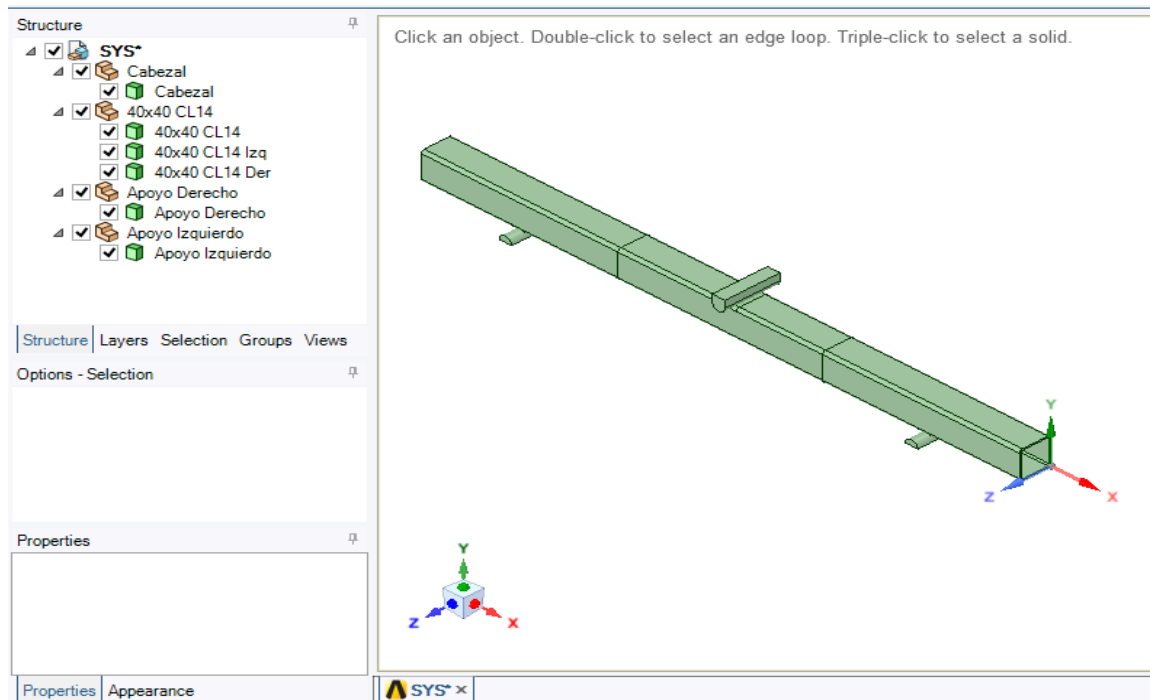 Structure
SYS*
Cabezal
Cabezal
40x40 CL14
40x40 CL14
40x40 CL14 Izq
40x40 CL14 Der
Apoyo Derecho
Apoyo Derecho
Apoyo Izquierdo
Apoyo Izquierdo
Structure Layers Selection Groups Views
Options - Selection
Properties
Properties Appearance
Click an object. Double-click to select an edge loop. Triple-click to select a solid.
Y
Z
X
Y
Z
X
SYS*